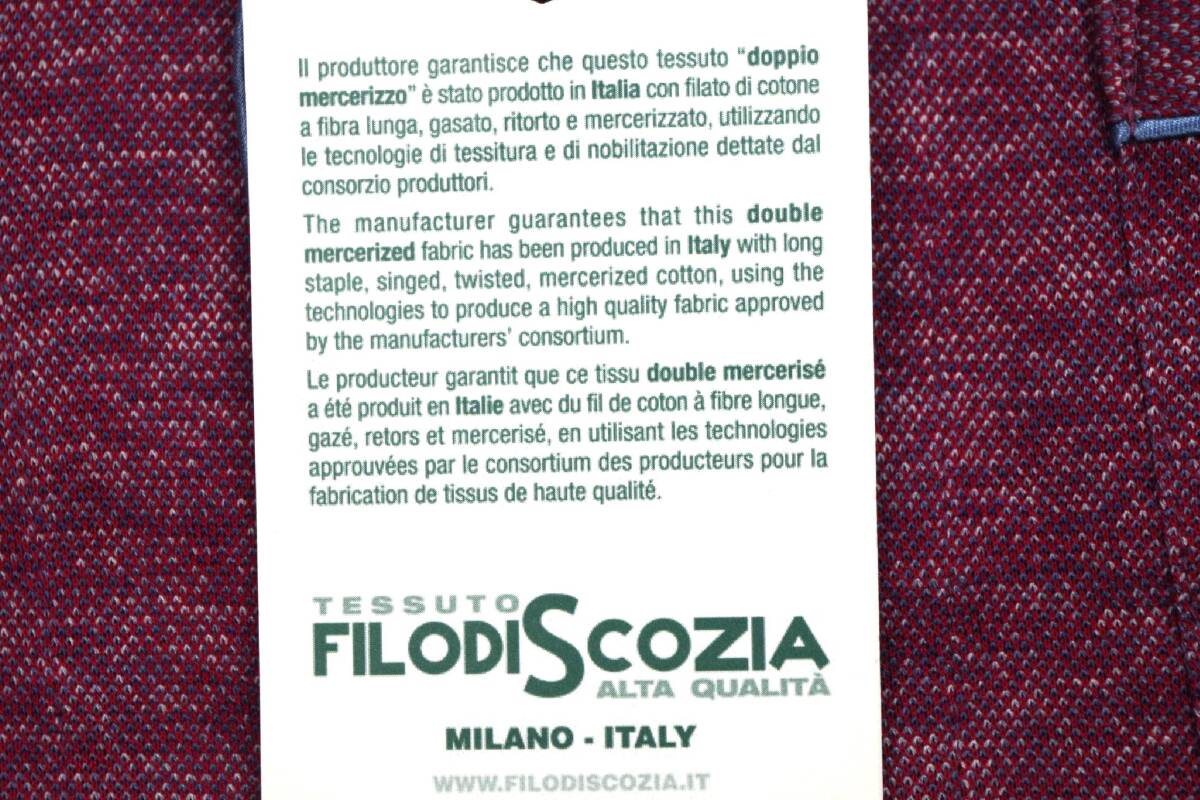 Il produttore garantisce che questo tessuto "doppio
mercerizzo" è stato prodotto in Italia con filato di cotone
a fibra lunga, gasato, ritorto e mercerizzato, utilizzando
le tecnologie di tessitura e di nobilitazione dettate dal
consorzio produttori.
The manufacturer guarantees that this double
mercerized fabric has been produced in Italy with long
staple, singed, twisted, mercerized cotton, using the
technologies to produce a high quality fabric approved
by the manufacturers' consortium.
Le producteur garantit que ce tissu double mercerisé
a été produit en Italie avec du fil de coton à fibre longue,
gazé, retors et mercerisé, en utilisant les technologies
approuvées par le consortium des producteurs pour la
fabrication de tissus de haute qualité.
TESSUTO
FILODISCOZIA
ALTA QUALITÀ
MILANO - ITALY
WWW.FILODISCOZIA.IT